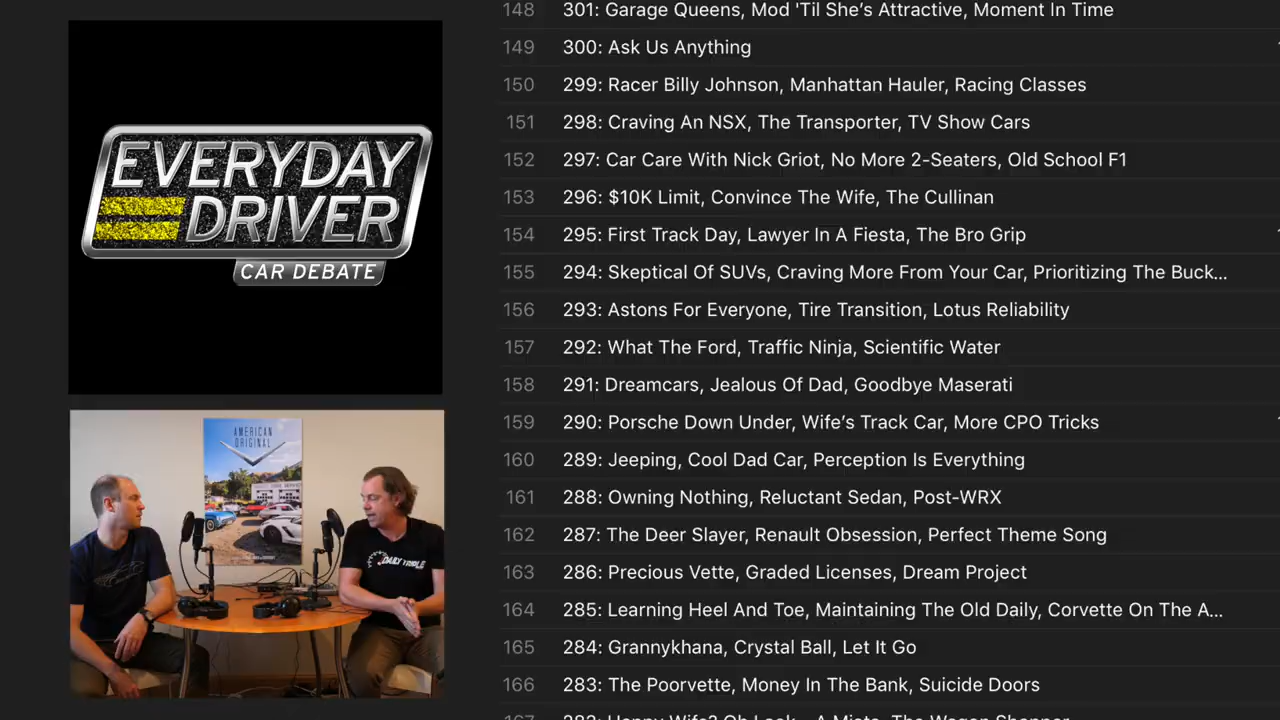 EVERYDAY
DRIVER
CAR DEBATE
AMERICAN
ORIGINAL
DAILY TRIPLE
148 301: Garage Queens, Mod 'Til She’s Attractive, Moment In Time
149 300: Ask Us Anything
150 299: Racer Billy Johnson, Manhattan Hauler, Racing Classes
151 298: Craving An NSX, The Transporter, TV Show Cars
152 297: Car Care With Nick Griot, No More 2-Seaters, Old School F1
153 296: $10K Limit, Convince The Wife, The Cullinan
154 295: First Track Day, Lawyer In A Fiesta, The Bro Grip
155 294: Skeptical Of SUVs, Craving More From Your Car, Prioritizing The Buck...
156 293: Astons For Everyone, Tire Transition, Lotus Reliability
157 292: What The Ford, Traffic Ninja, Scientific Water
158 291: Dreamcars, Jealous Of Dad, Goodbye Maserati
159 290: Porsche Down Under, Wife’s Track Car, More CPO Tricks
160 289: Jeeping, Cool Dad Car, Perception Is Everything
161 288: Owning Nothing, Reluctant Sedan, Post-WRX
162 287: The Deer Slayer, Renault Obsession, Perfect Theme Song
163 286: Precious Vette, Graded Licenses, Dream Project
164 285: Learning Heel And Toe, Maintaining The Old Daily, Corvette On The A...
165 284: Grannykhana, Crystal Ball, Let It Go
166 283: The Poorvette, Money In The Bank, Suicide Doors